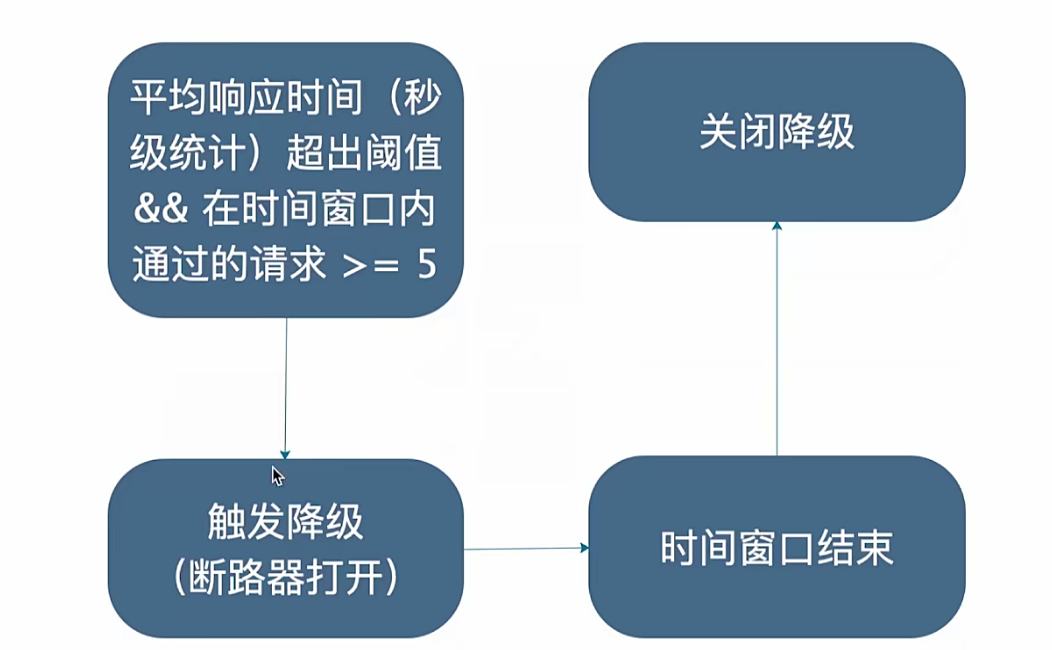 平均响应时间（秒
级统计）超出阈值
&& 在时间窗口内
通过的请求 >= 5
关闭降级
触发降级
（断路器打开）
时间窗口结束